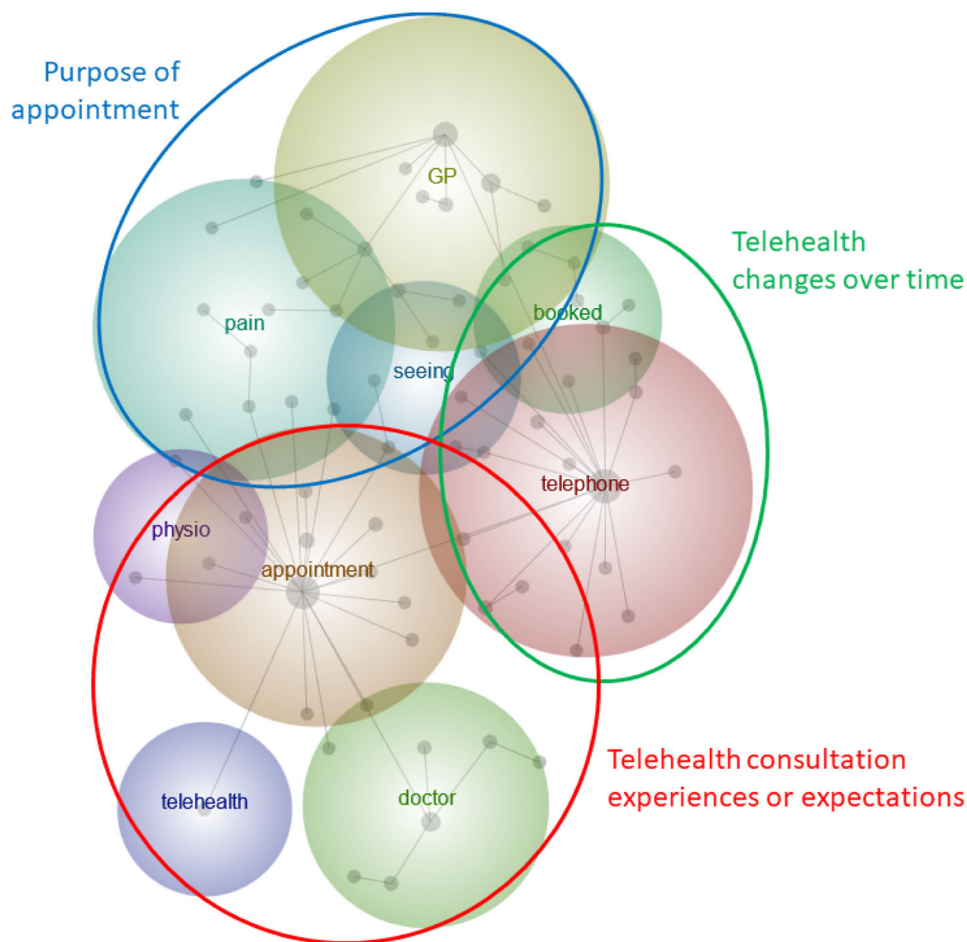 Purpose of
appointment
GP
Telehealth
changes over time
booked
pain
seeing
telephone
physio
appointment
Telehealth consultation
experiences or expectations
telehealth
doctor